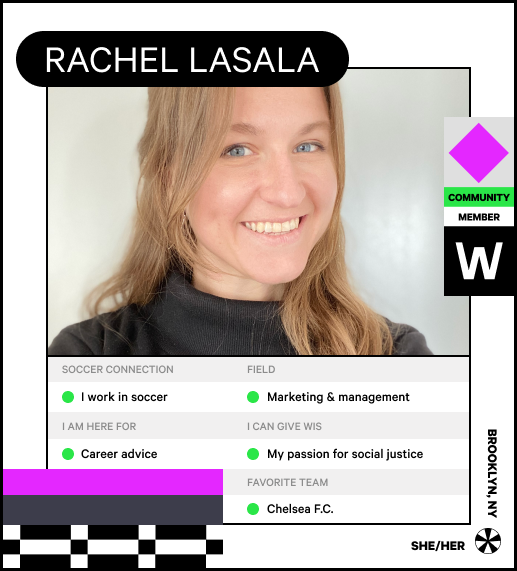 RACHEL LASALA
COMMUNITY
MEMBER
W
SOCCER CONNECTION
FIELD
I work in soccer
Marketing & management
I AM HERE FOR
I CAN GIVE WIS
Career advice
My passion for social justice
FAVORITE TEAM
Chelsea F.C.
BROOKLYN, NY
SHE/HER